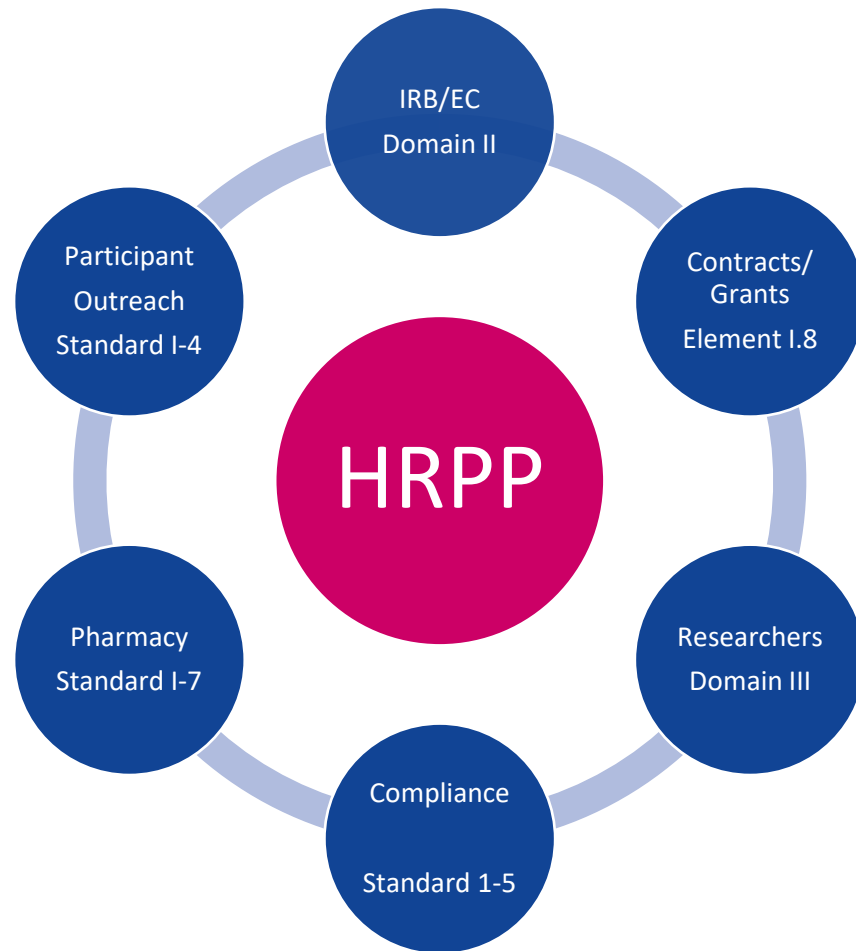 IRB/EC
Domain II
Contracts/
Grants
Element I.8
Researchers
Domain III
Compliance
Standard 1-5
Pharmacy
Standard I-7
Participant
Outreach
Standard I-4
HRPP